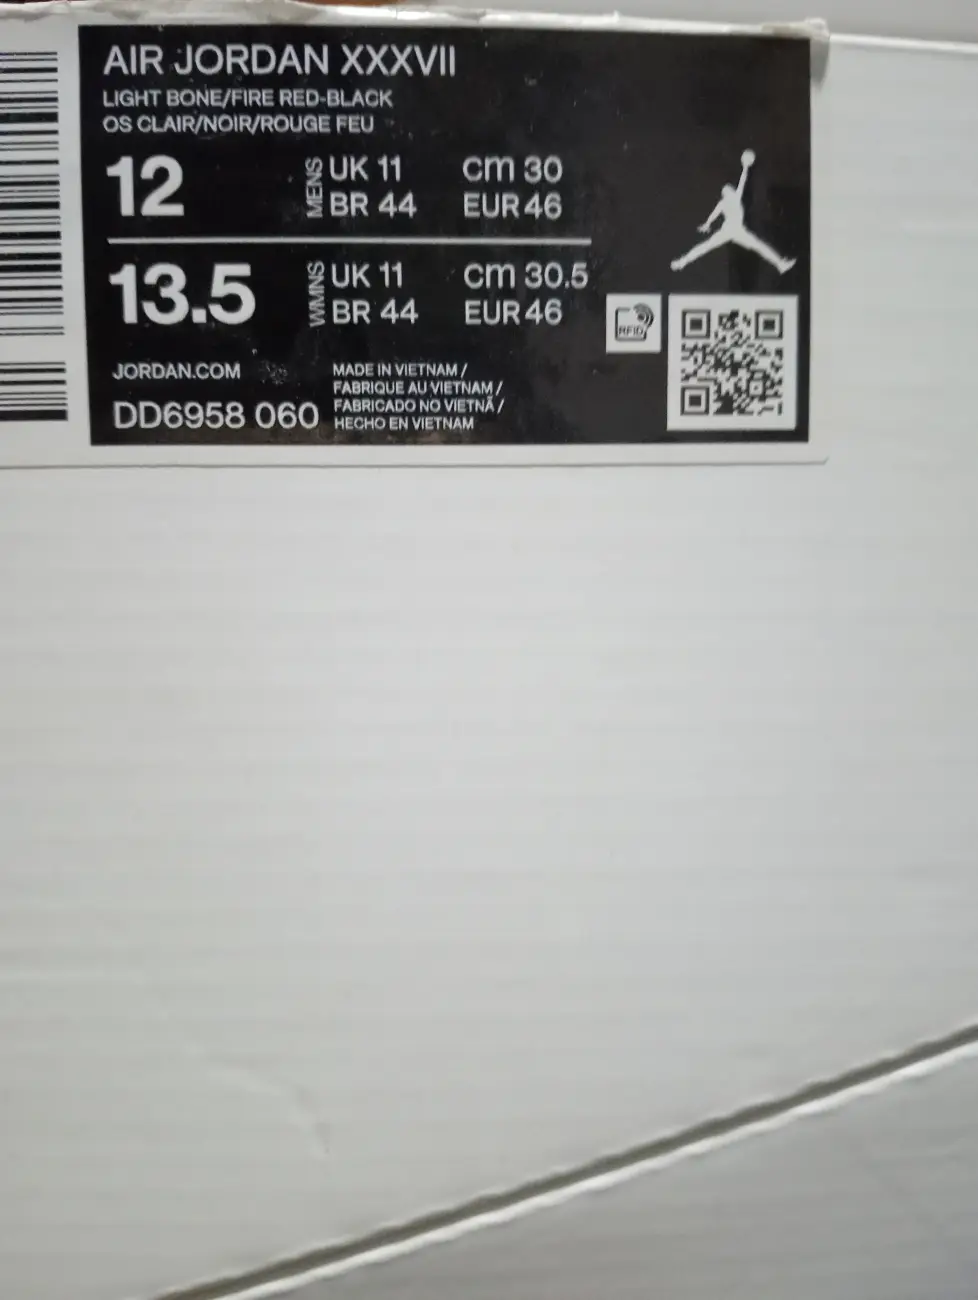 AIR JORDAN XXXVII
LIGHT BONE/FIRE RED-BLACK
OS CLAIR/NOIR/ROUGE FEU
12 MENS UK 11 cm 30
BR 44 EUR 46
13.5 WMNS UK 11 cm 30.5
BR 44 EUR 46
RFID
JORDAN.COM
DD6958 060
MADE IN VIETNAM /
FABRIQUE AU VIETNAM /
FABRICADO NO VIETNÃ /
HECHO EN VIETNAM